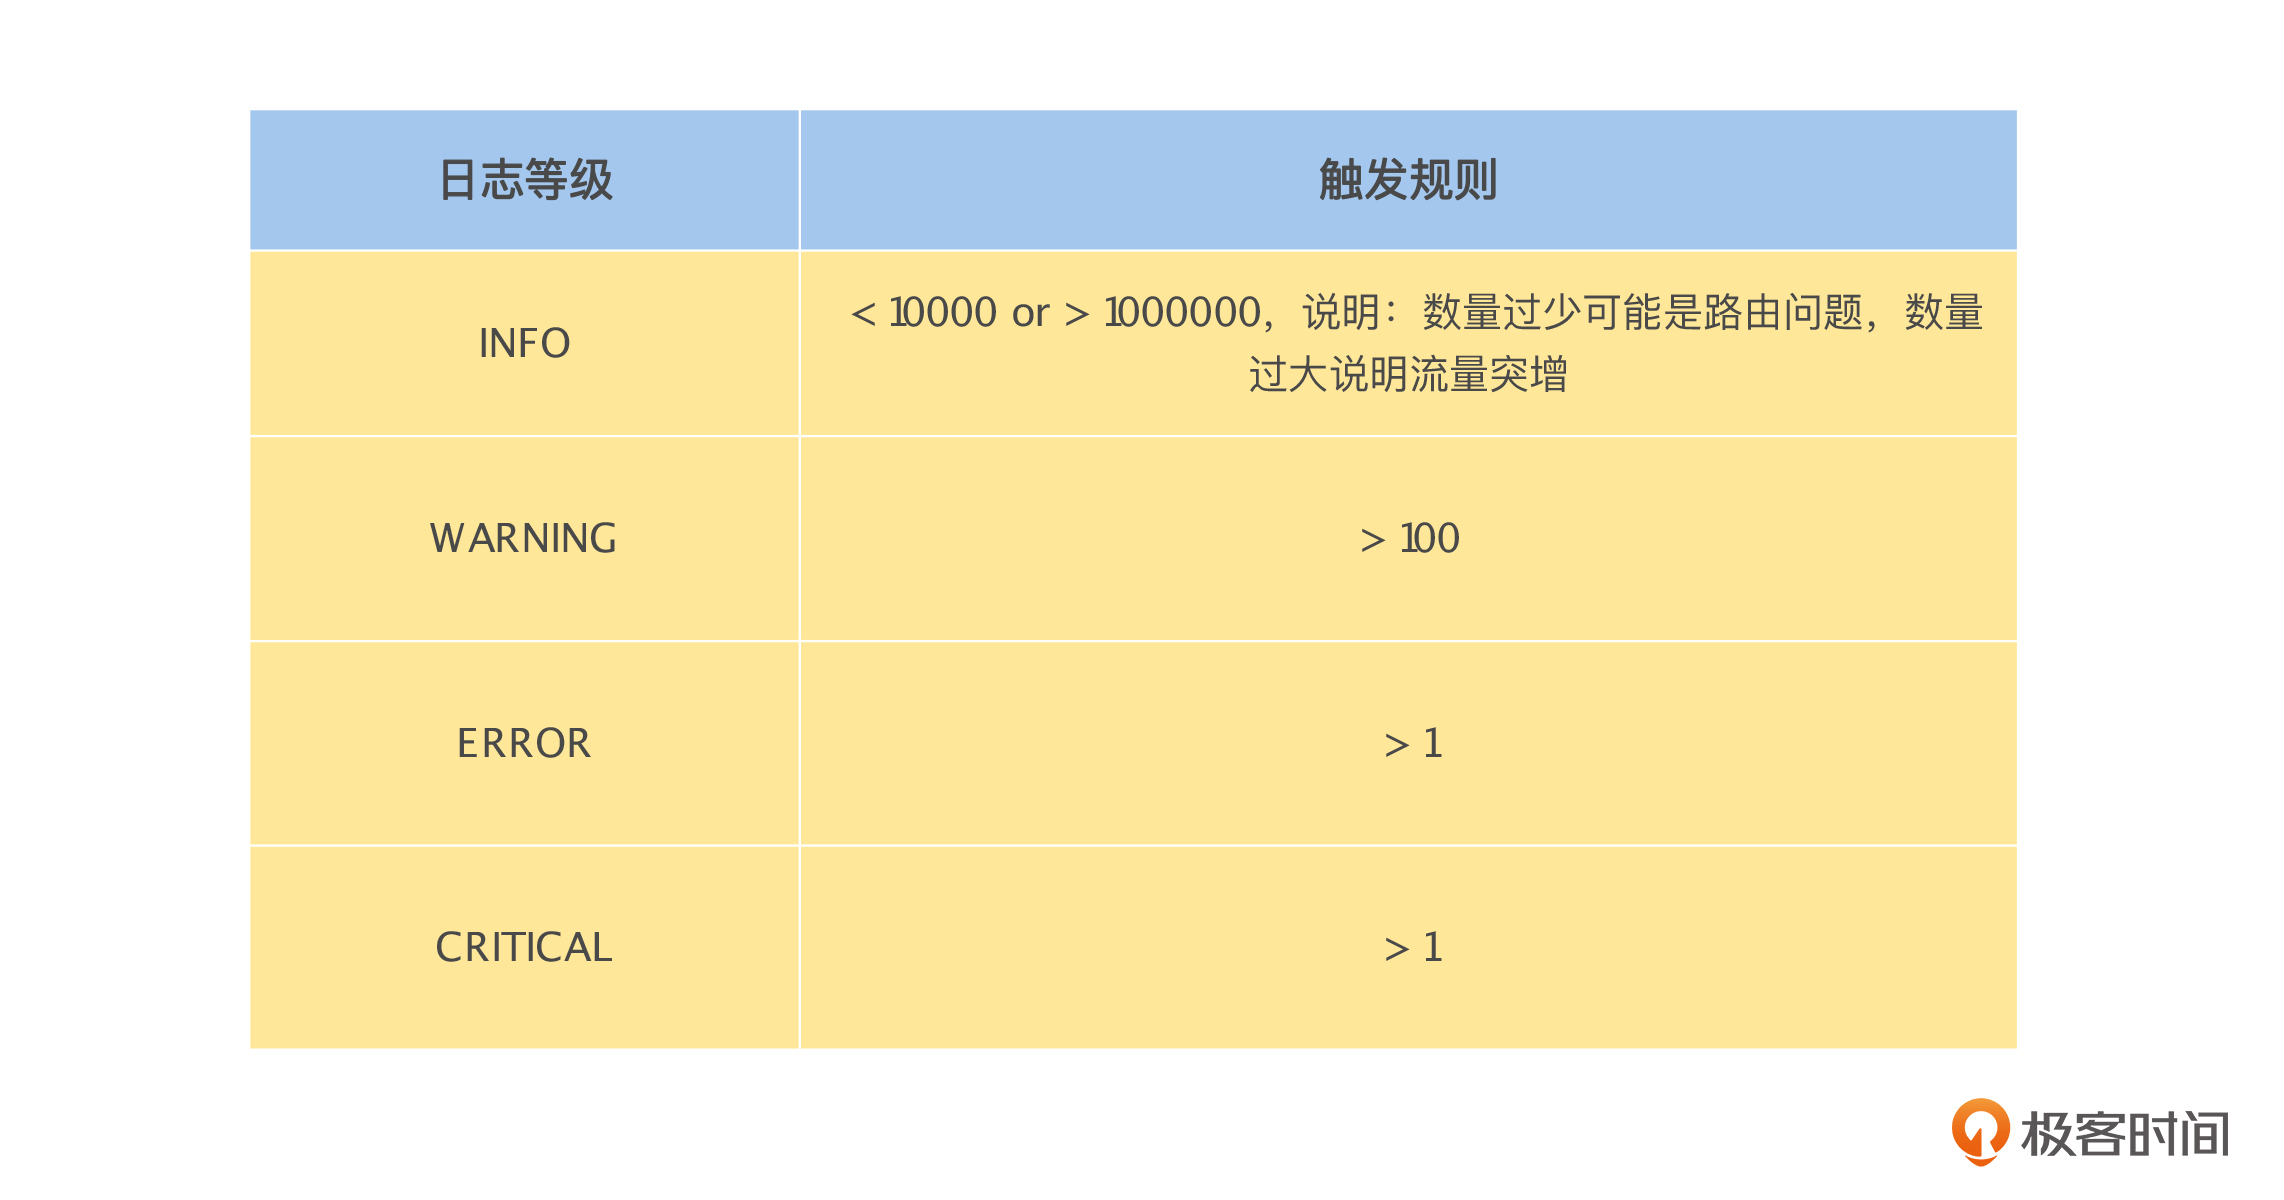 日志等级
触发规则
INFO
< 10000 or > 1000000，说明：数量过少可能是路由问题，数量
过大说明流量突增
WARNING
> 100
ERROR
> 1
CRITICAL
> 1
极客时间